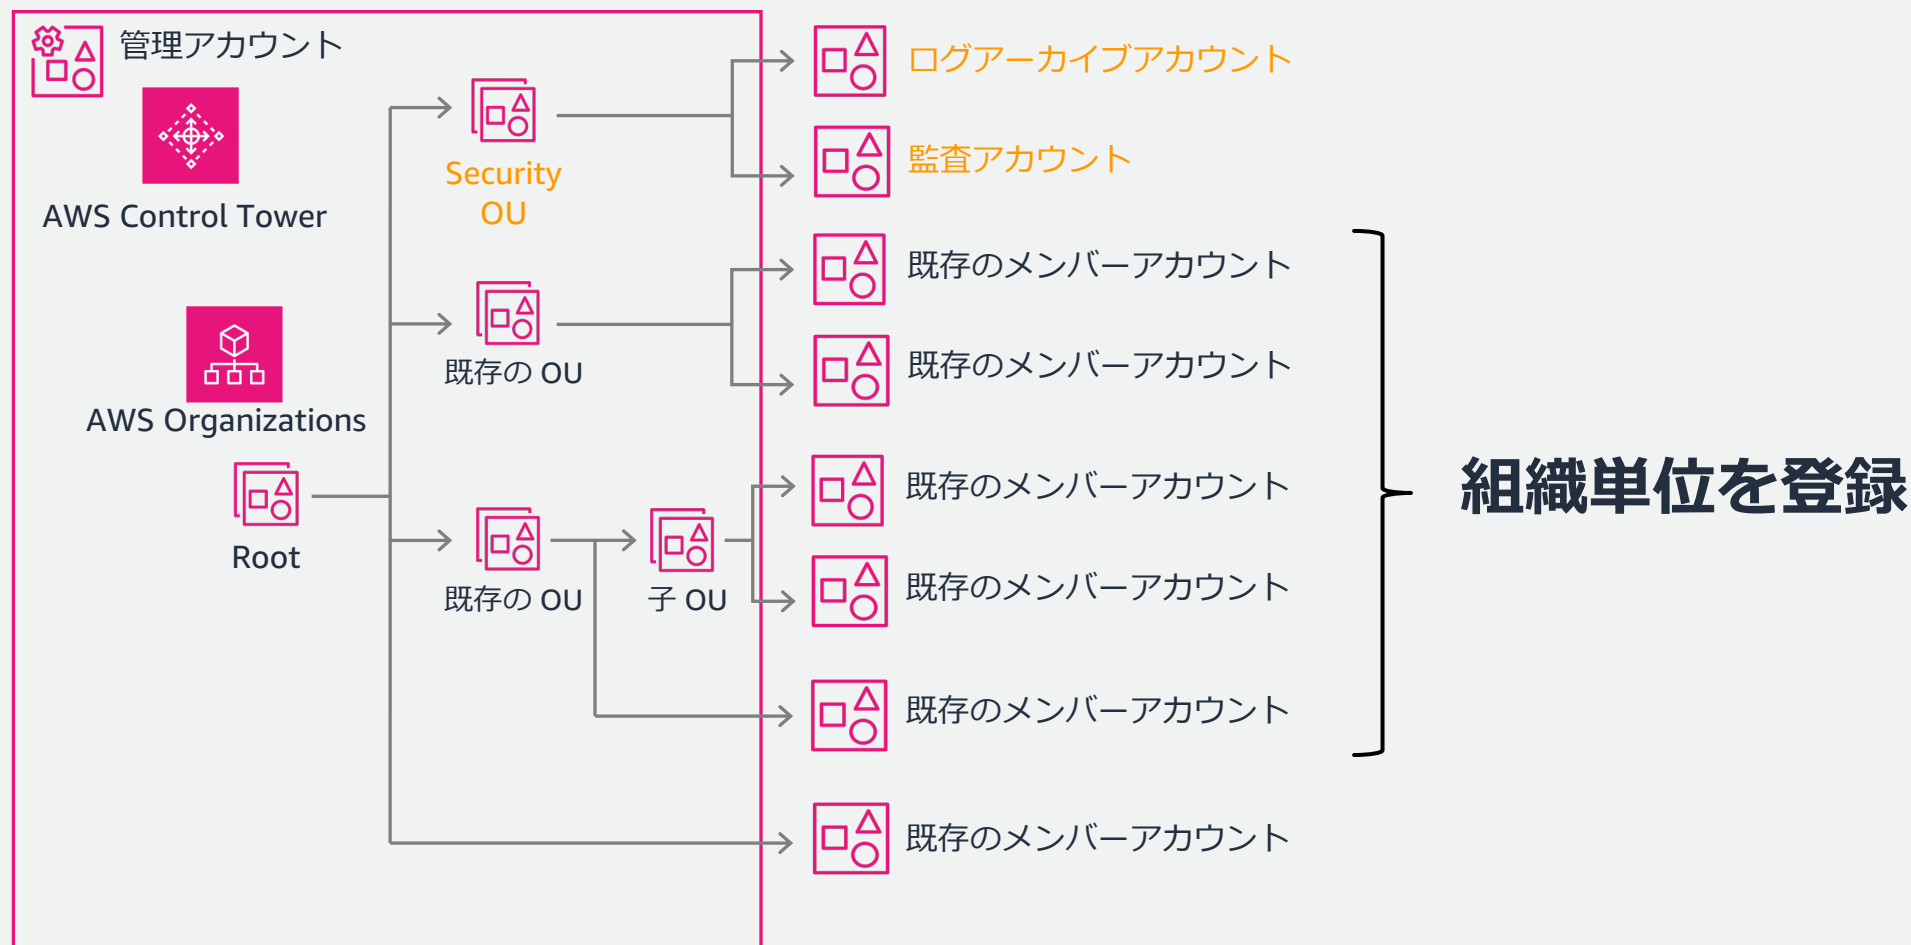 管理アカウント
AWS Control Tower
AWS Organizations
Root
Security
OU
既存の OU
既存の OU
子 OU
ログアーカイブアカウント
監査アカウント
既存のメンバーアカウント
既存のメンバーアカウント
既存のメンバーアカウント
既存のメンバーアカウント
既存のメンバーアカウント
既存のメンバーアカウント
組織単位を登録